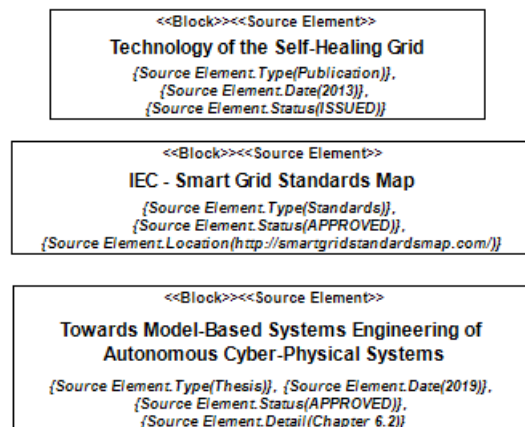 <<Block>><<Source Element>>
Technology of the Self-Healing Grid
{Source Element.Type(Publication)},
{Source Element.Date(2013)},
{Source Element.Status(ISSUED)}
<<Block>><<Source Element>>
IEC - Smart Grid Standards Map
{Source Element.Type(Standards)},
{Source Element.Status(APPROVED)},
{Source Element.Location(http://smartgridstandardsmap.com/)}
<<Block>><<Source Element>>
Towards Model-Based Systems Engineering of
Autonomous Cyber-Physical Systems
{Source Element.Type(Thesis)}, {Source Element.Date(2019)},
{Source Element.Status(APPROVED)},
{Source Element.Detail(Chapter 6.2)}